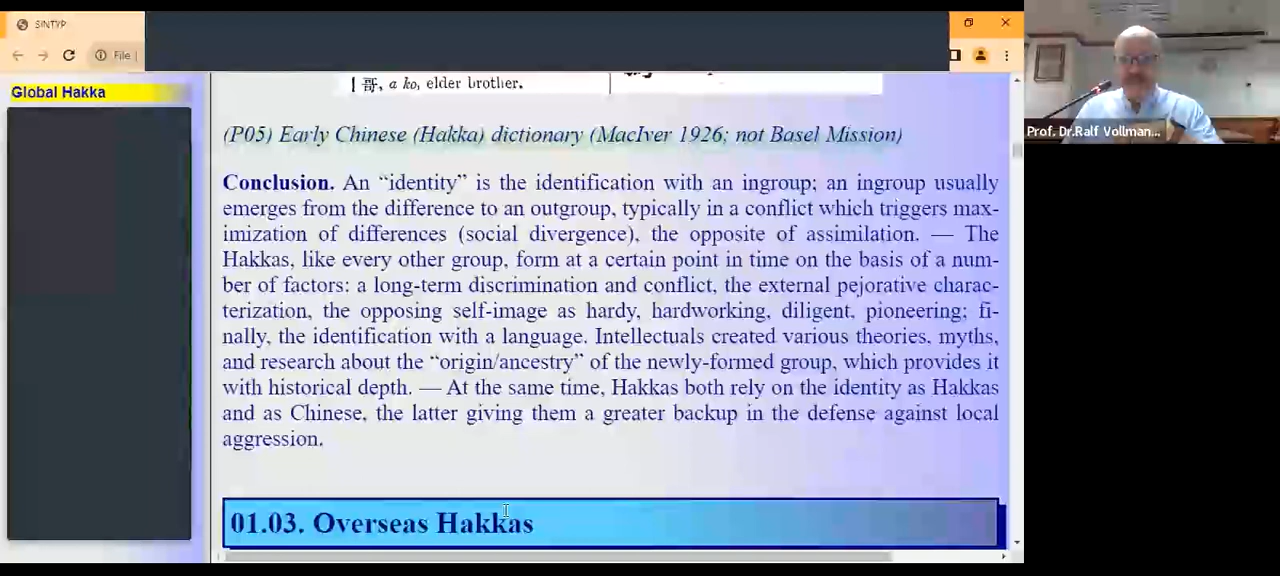 SINTYP
File
Global Hakka
哥, a ko, elder brother.
(P05) Early Chinese (Hakka) dictionary (MacIver 1926; not Basel Mission)
Conclusion. An “identity” is the identification with an ingroup; an ingroup usually
emerges from the difference to an outgroup, typically in a conflict which triggers max-
imization of differences (social divergence), the opposite of assimilation. — The
Hakkas, like every other group, form at a certain point in time on the basis of a num-
ber of factors: a long-term discrimination and conflict, the external pejorative charac-
terization, the opposing self-image as hardy, hardworking, diligent, pioneering; fi-
nally, the identification with a language. Intellectuals created various theories, myths,
and research about the “origin/ancestry” of the newly-formed group, which provides it
with historical depth. — At the same time, Hakkas both rely on the identity as Hakkas
and as Chinese, the latter giving them a greater backup in the defense against local
aggression.
01.03. Overseas Hakkas
Prof. Dr.Ralf Vollman...